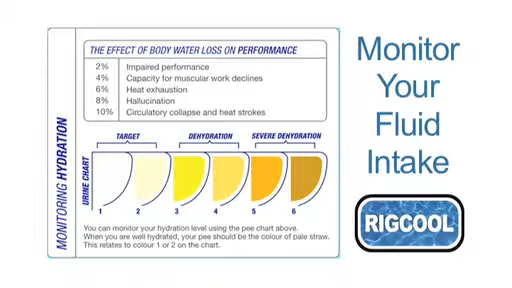 MONITORING HYDRATION
THE EFFECT OF BODY WATER LOSS ON PERFORMANCE
2% Impaired performance
4% Capacity for muscular work declines
6% Heat exhaustion
8% Hallucination
10% Circulatory collapse and heat strokes
TARGET DEHYDRATION SEVERE DEHYDRATION
URINE CHART
1 2 3 4 5 6
You can monitor your hydration level using the pee chart above.
When you are well hydrated, your pee should be the colour of pale straw.
This relates to colour 1 or 2 on the chart.
Monitor
Your
Fluid
Intake
RIGCOOL